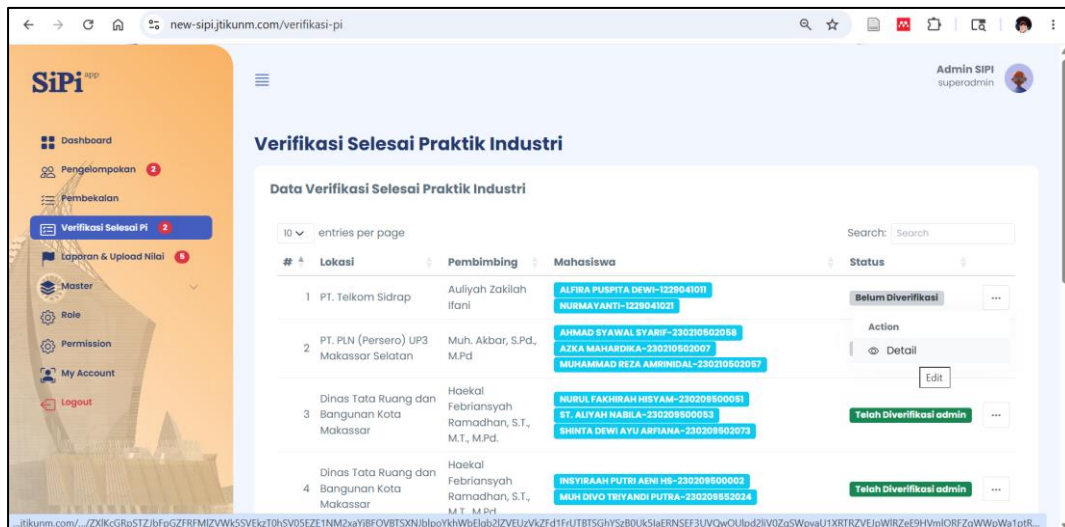 new-sipi.jtikunm.com/verifikasi-pi
SiPi app
Admin SIPI
superadmin
Dashboard
Pengelompokan 2
Pembekalan
Verifikasi Selesai Pi 2
Laporan & Upload Nilai 5
Master
Role
Permission
My Account
Logout
Verifikasi Selesai Praktik Industri
Data Verifikasi Selesai Praktik Industri
10 entries per page
Search: Search
# Lokasi Pembimbing Mahasiswa Status
1 PT. Telkom Sidrap
Auliyah Zakilah
Ifani
ALFIRA PUSPITA DEWI-1229041011
NURMAYANTI-1229041021
Belum Diverifikasi ...
Action
Detail
Edit
2 PT. PLN (Persero) UP3
Makassar Selatan
Muh. Akbar, S.Pd.,
M.Pd
AHMAD SYAWAL SYARIF-230210502058
AZKA MAHARDIKA-230210502007
MUHAMMAD REZA AMRINIDAL-230210502057
3 Dinas Tata Ruang dan
Bangunan Kota
Makassar
Haekal
Febriansyah
Ramadhan, S.T.,
M.T., M.Pd.
NURUL FAKHIRAH HISYAM-230209500051
ST. ALIYAH NABILA-230209500053
SHINTA DEWI AYU ARFIANA-230209502073
Telah Diverifikasi admin ...
4 Dinas Tata Ruang dan
Bangunan Kota
Makassar
Haekal
Febriansyah
Ramadhan, S.T.,
M.T., M.Pd.
INSYIRAAH PUTRI AENI HS-230209500002
MUH DIVO TRIYANDI PUTRA-230209552024
Telah Diverifikasi admin ...